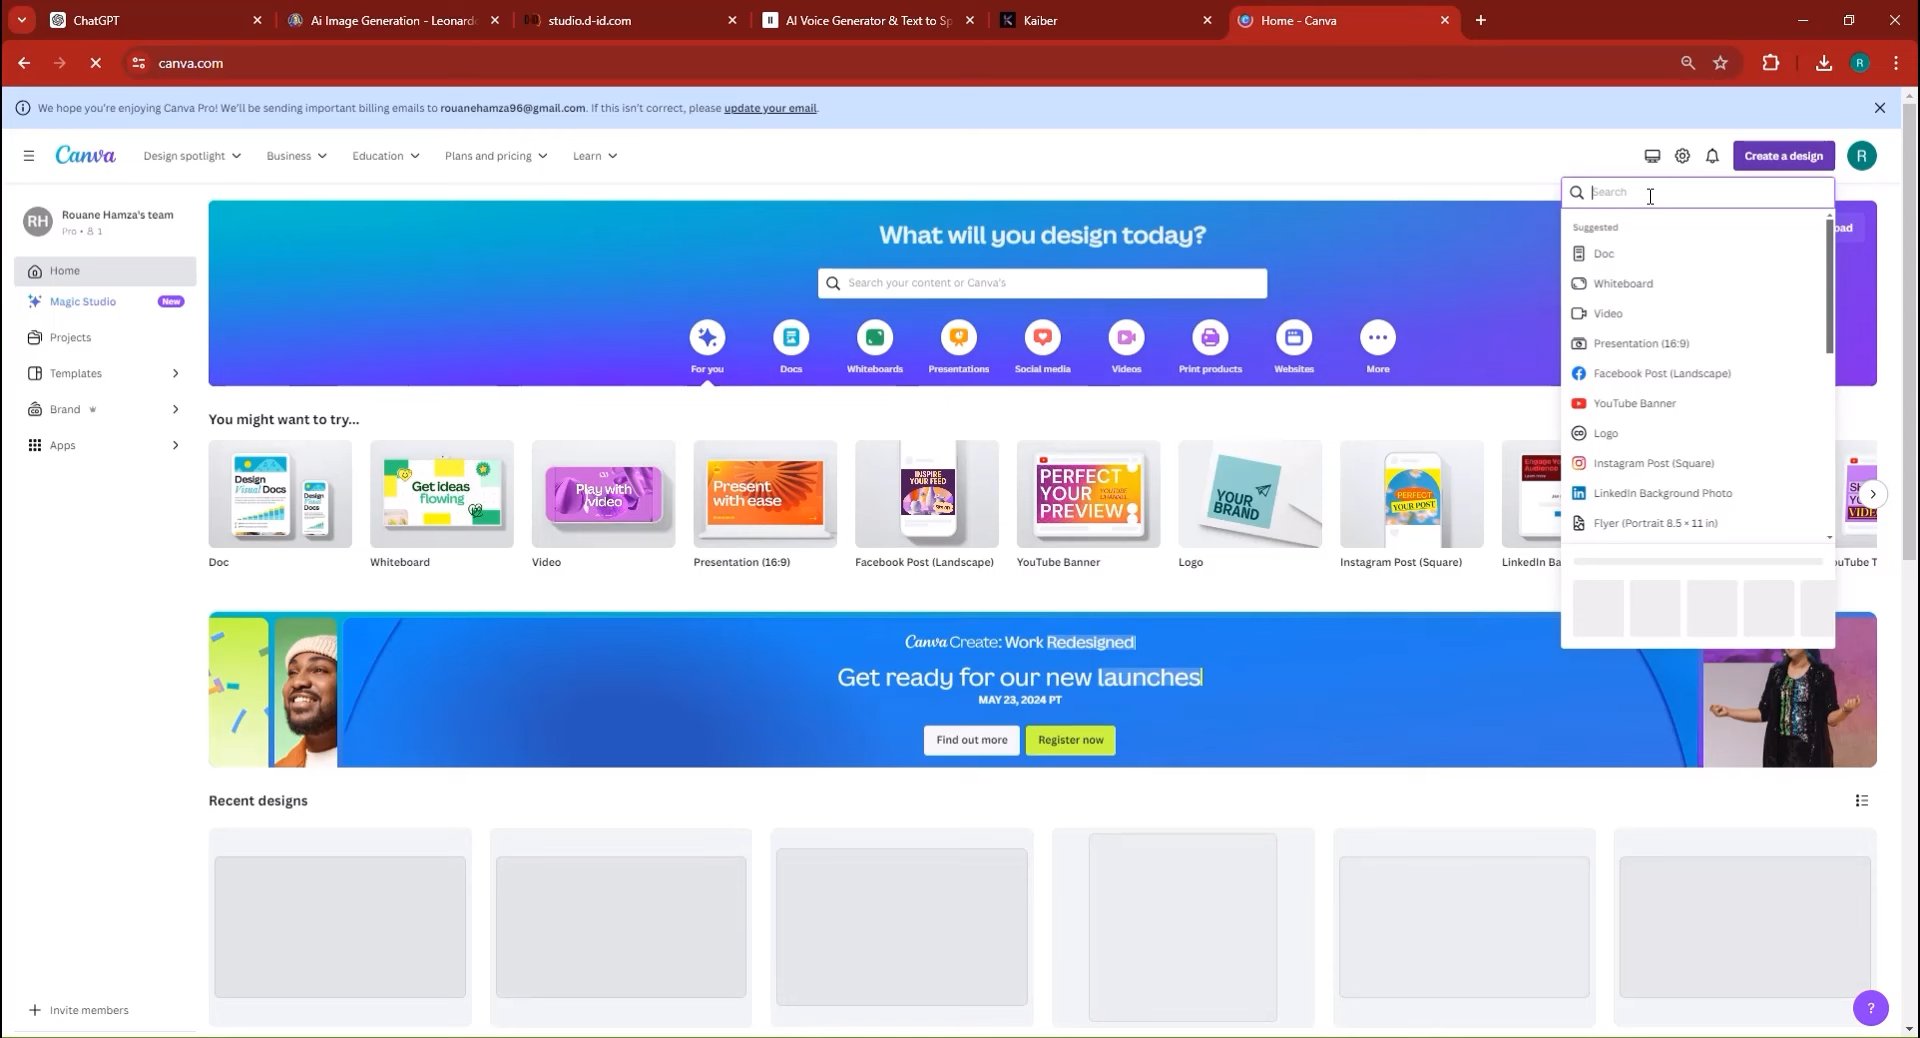 ChatGPT
Ai Image Generation - Leonardo
studio.d-id.com
AI Voice Generator & Text to Sp
Kaiber
Home - Canva
canva.com
R
We hope you're enjoying Canva Pro! We'll be sending important billing emails to rouanehamza96@gmail.com. If this isn't correct, please update your email.
Canva
Design spotlight
Business
Education
Plans and pricing
Learn
Create a design
R
RH
Rouane Hamza's team
Pro • 1
Home
Magic Studio
New
Projects
Templates
Brand
Apps
Invite members
What will you design today?
Search your content or Canva's
For you
Docs
Whiteboards
Presentations
Social media
Videos
Print products
Websites
More
Search
Suggested
Doc
Whiteboard
Video
Presentation (16:9)
Facebook Post (Landscape)
YouTube Banner
Logo
Instagram Post (Square)
LinkedIn Background Photo
Flyer (Portrait 8.5 × 11 in)
oad
You might want to try...
Design
Visual Docs
Design
Visual Docs
Get ideas
flowing
Play with
video
Present
with ease
INSPIRE
YOUR FEED
PERFECT
YOUR
PREVIEW
YOUR
BRAND
PERFECT
YOUR POST
Doc
Whiteboard
Video
Presentation (16:9)
Facebook Post (Landscape)
YouTube Banner
Logo
Instagram Post (Square)
LinkedIn Ba
ouTube T
Canva Create: Work Redesigned
Get ready for our new launches
MAY 23, 2024 PT
Find out more
Register now
Recent designs
?